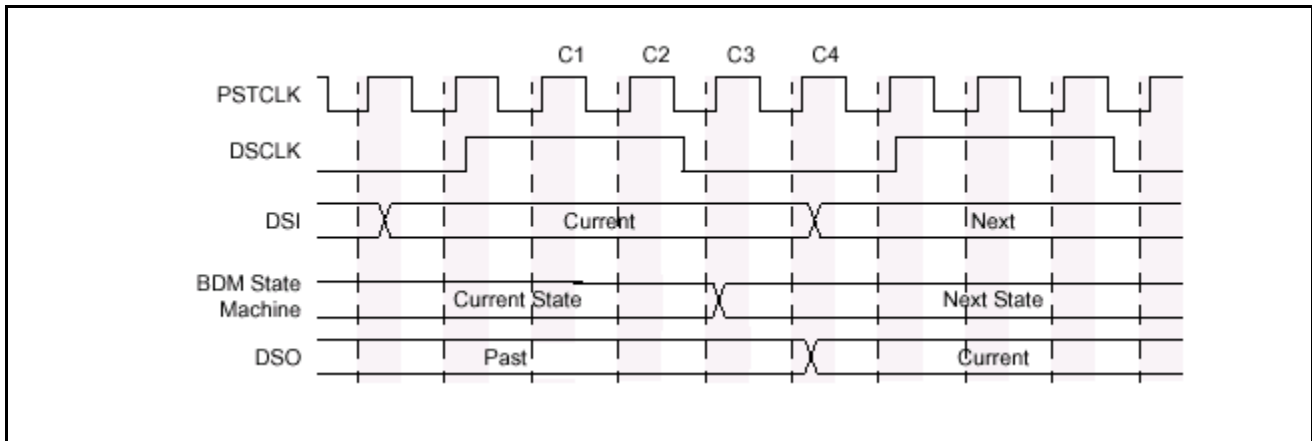 C1 C2 C3 C4
PSTCLK
DSCLK
DSI Current Next
BDM State
Machine Current State Next State
DSO Past Current